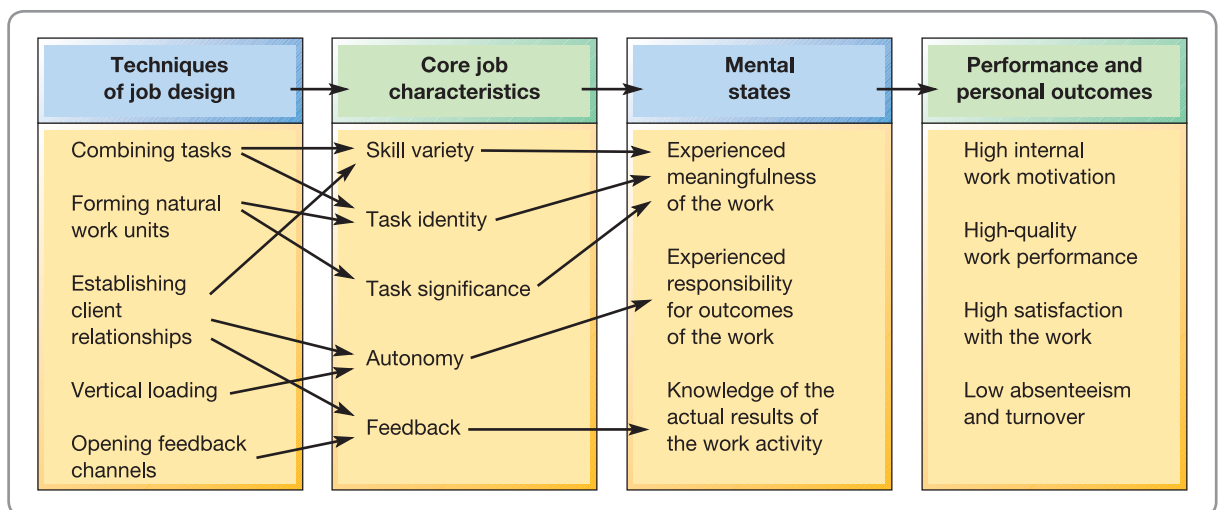 Techniques
of job design
Core job
characteristics
Mental
states
Performance and
personal outcomes
Combining tasks
Forming natural
work units
Establishing
client
relationships
Vertical loading
Opening feedback
channels
Skill variety
Task identity
Task significance
Autonomy
Feedback
Experienced
meaningfulness
of the work
Experienced
responsibility
for outcomes
of the work
Knowledge of the
actual results of
the work activity
High internal
work motivation
High-quality
work performance
High satisfaction
with the work
Low absenteeism
and turnover